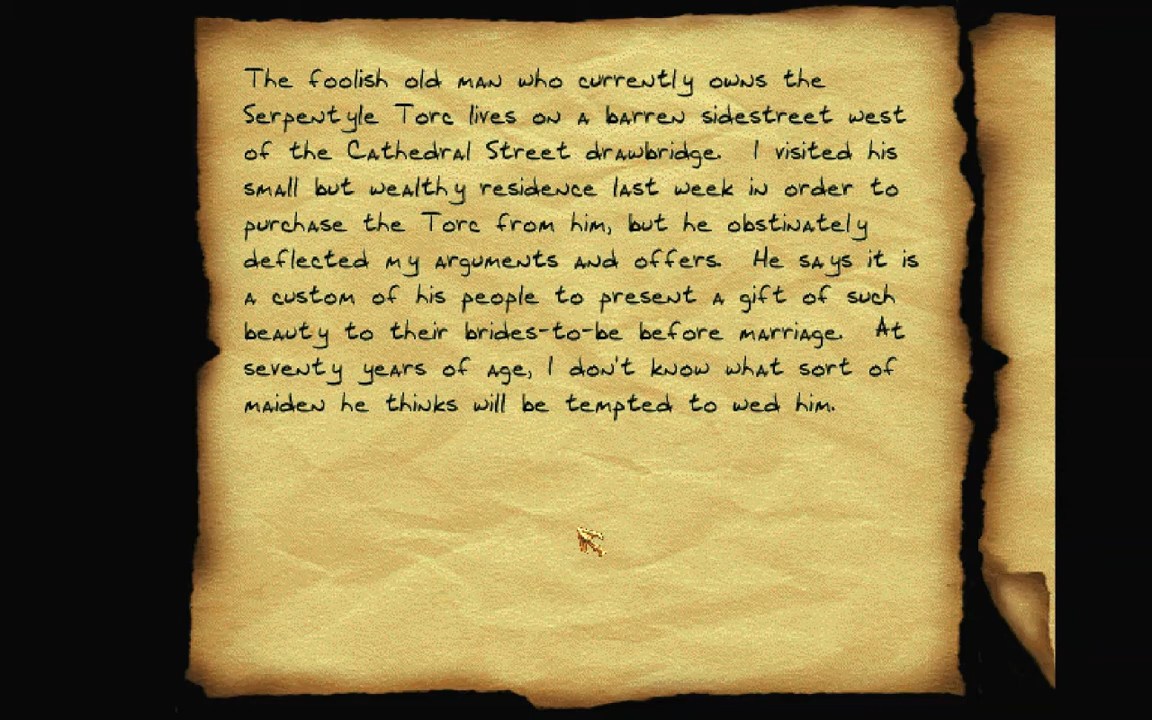 The foolish old man who currently owns the
Serpentyle Torc lives on a barren sidestreet west
of the Cathedral Street drawbridge.  I visited his
small but wealthy residence last week in order to
purchase the Torc from him, but he obstinately
deflected my arguments and offers.  He says it is
a custom of his people to present a gift of such
beauty to their brides-to-be before marriage.  At
seventy years of age, I don't know what sort of
maiden he thinks will be tempted to wed him.